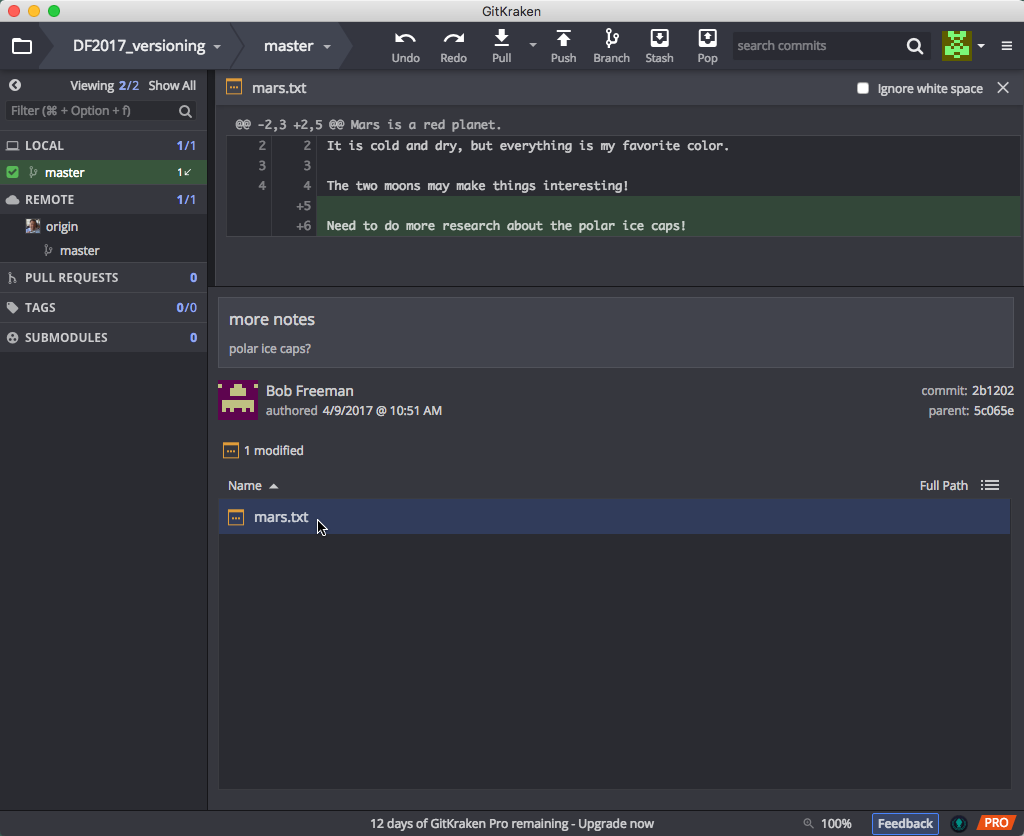 GitKraken
DF2017_versioning
master
Undo
Redo
Pull
Push
Branch
Stash
Pop
search commits
Viewing 2/2 Show All
Filter (⌘ + Option + f)
LOCAL 1/1
master 1↙
REMOTE 1/1
origin
master
PULL REQUESTS 0
TAGS 0/0
SUBMODULES 0
mars.txt
Ignore white space
@@ -2,3 +2,5 @@ Mars is a red planet.
2 2 It is cold and dry, but everything is my favorite color.
3 3
4 4 The two moons may make things interesting!
+5
+6 Need to do more research about the polar ice caps!
more notes
polar ice caps?
Bob Freeman
authored 4/9/2017 @ 10:51 AM
commit: 2b1202
parent: 5c065e
1 modified
Name
Full Path
mars.txt
12 days of GitKraken Pro remaining - Upgrade now
100%
Feedback
PRO